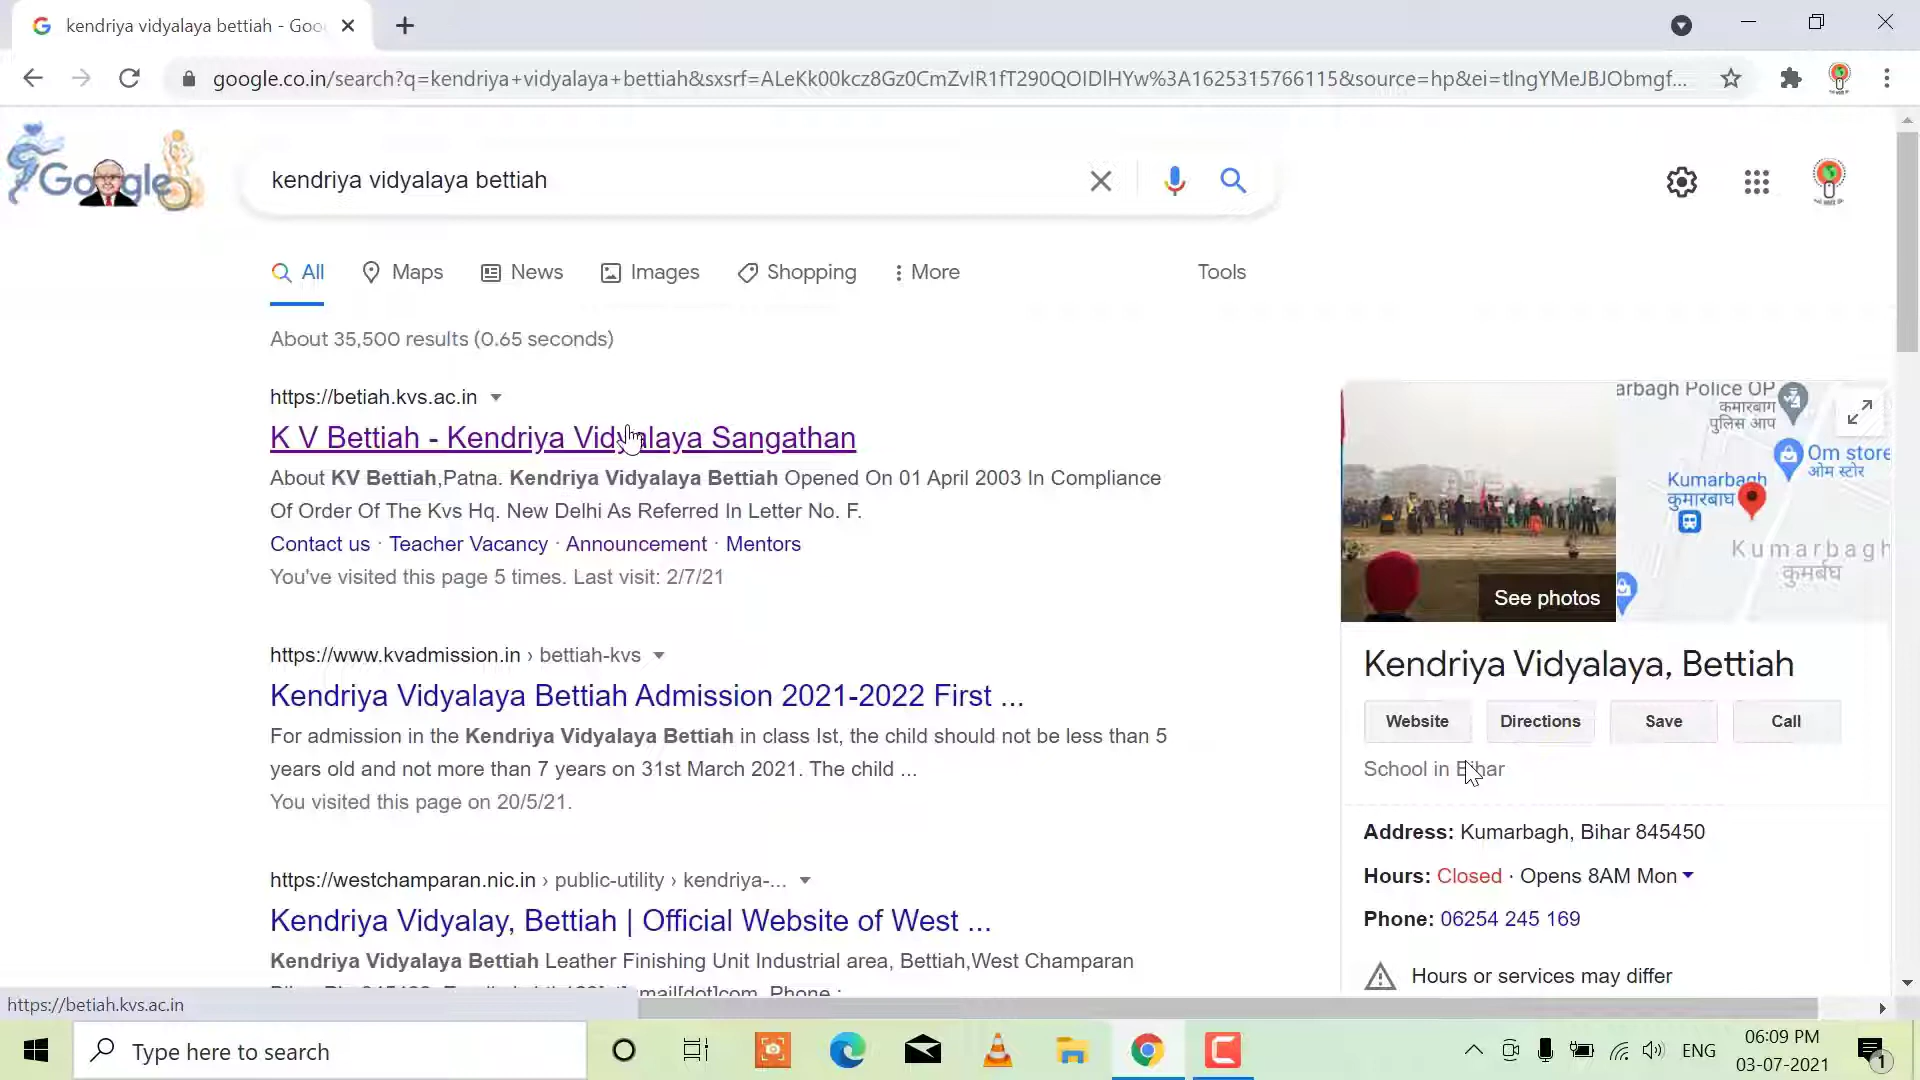 kendriya vidyalaya bettiah - Goo
google.co.in/search?q=kendriya+vidyalaya+bettiah&sxsrf=ALeKk00kcz8Gz0CmZvIR1fT290QOIDlHYw%3A1625315766115&source=hp&ei=tIngYMeJBJObmgf...
Google
kendriya vidyalaya bettiah
All Maps News Images Shopping More Tools
About 35,500 results (0.65 seconds)
https://betiah.kvs.ac.in
K V Bettiah - Kendriya Vidyalaya Sangathan
About KV Bettiah,Patna. Kendriya Vidyalaya Bettiah Opened On 01 April 2003 In Compliance
Of Order Of The Kvs Hq. New Delhi As Referred In Letter No. F.
Contact us · Teacher Vacancy · Announcement · Mentors
You've visited this page 5 times. Last visit: 2/7/21
https://www.kvadmission.in › bettiah-kvs
Kendriya Vidyalaya Bettiah Admission 2021-2022 First ...
For admission in the Kendriya Vidyalaya Bettiah in class Ist, the child should not be less than 5
years old and not more than 7 years on 31st March 2021. The child ...
You visited this page on 20/5/21.
https://westchamparan.nic.in › public-utility › kendriya-...
Kendriya Vidyalay, Bettiah | Official Website of West ...
Kendriya Vidyalaya Bettiah Leather Finishing Unit Industrial area, Bettiah,West Champaran
mail[dot]com, Phone :
arbagh Police OP
कुमारबाग
पुलिस आप
Om store
ओम स्टोर
Kumarbagh
कुमारबाघ
Kumarbagh
कुमर्बघ
See photos
Kendriya Vidyalaya, Bettiah
Website Directions Save Call
School in Bihar
Address: Kumarbagh, Bihar 845450
Hours: Closed · Opens 8AM Mon
Phone: 06254 245 169
Hours or services may differ
https://betiah.kvs.ac.in
Type here to search
ENG
06:09 PM
03-07-2021
1